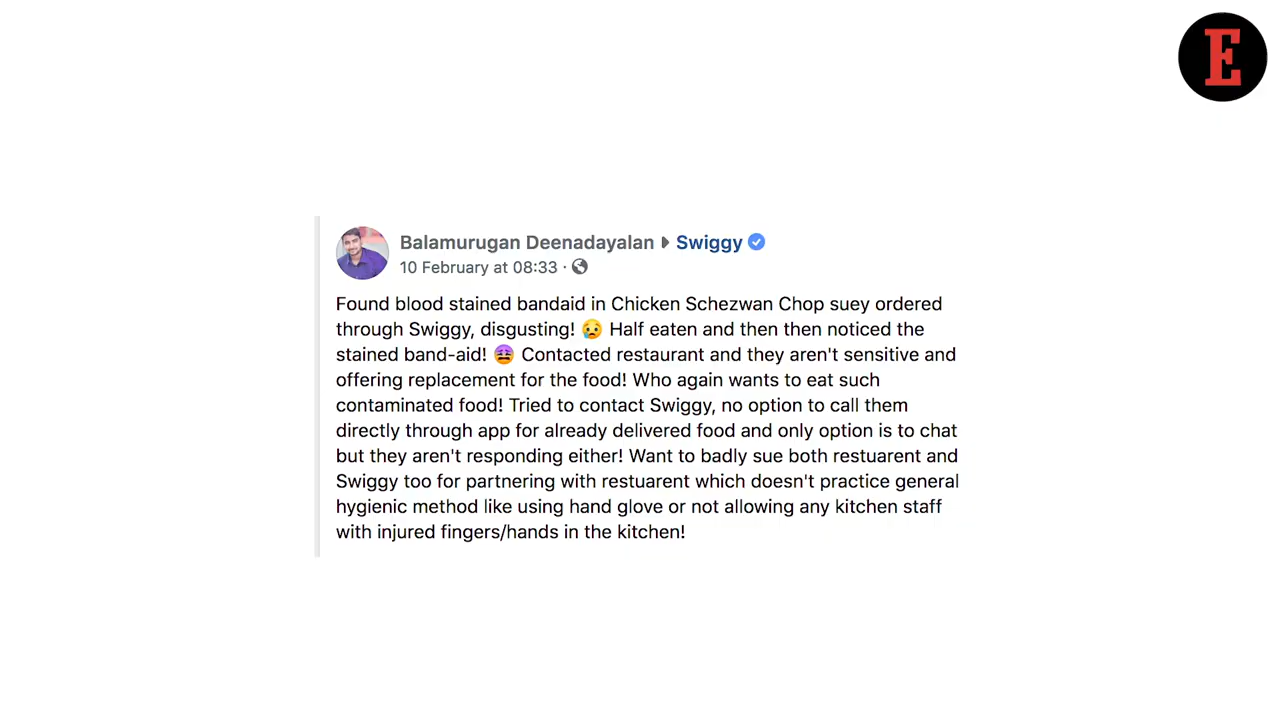 E
Balamurugan Deenadayalan ▸ Swiggy
10 February at 08:33 ·
Found blood stained bandaid in Chicken Schezwan Chop suey ordered
through Swiggy, disgusting! 😢 Half eaten and then then noticed the
stained band-aid! 😩 Contacted restaurant and they aren't sensitive and
offering replacement for the food! Who again wants to eat such
contaminated food! Tried to contact Swiggy, no option to call them
directly through app for already delivered food and only option is to chat
but they aren't responding either! Want to badly sue both restuarent and
Swiggy too for partnering with restuarent which doesn't practice general
hygienic method like using hand glove or not allowing any kitchen staff
with injured fingers/hands in the kitchen!